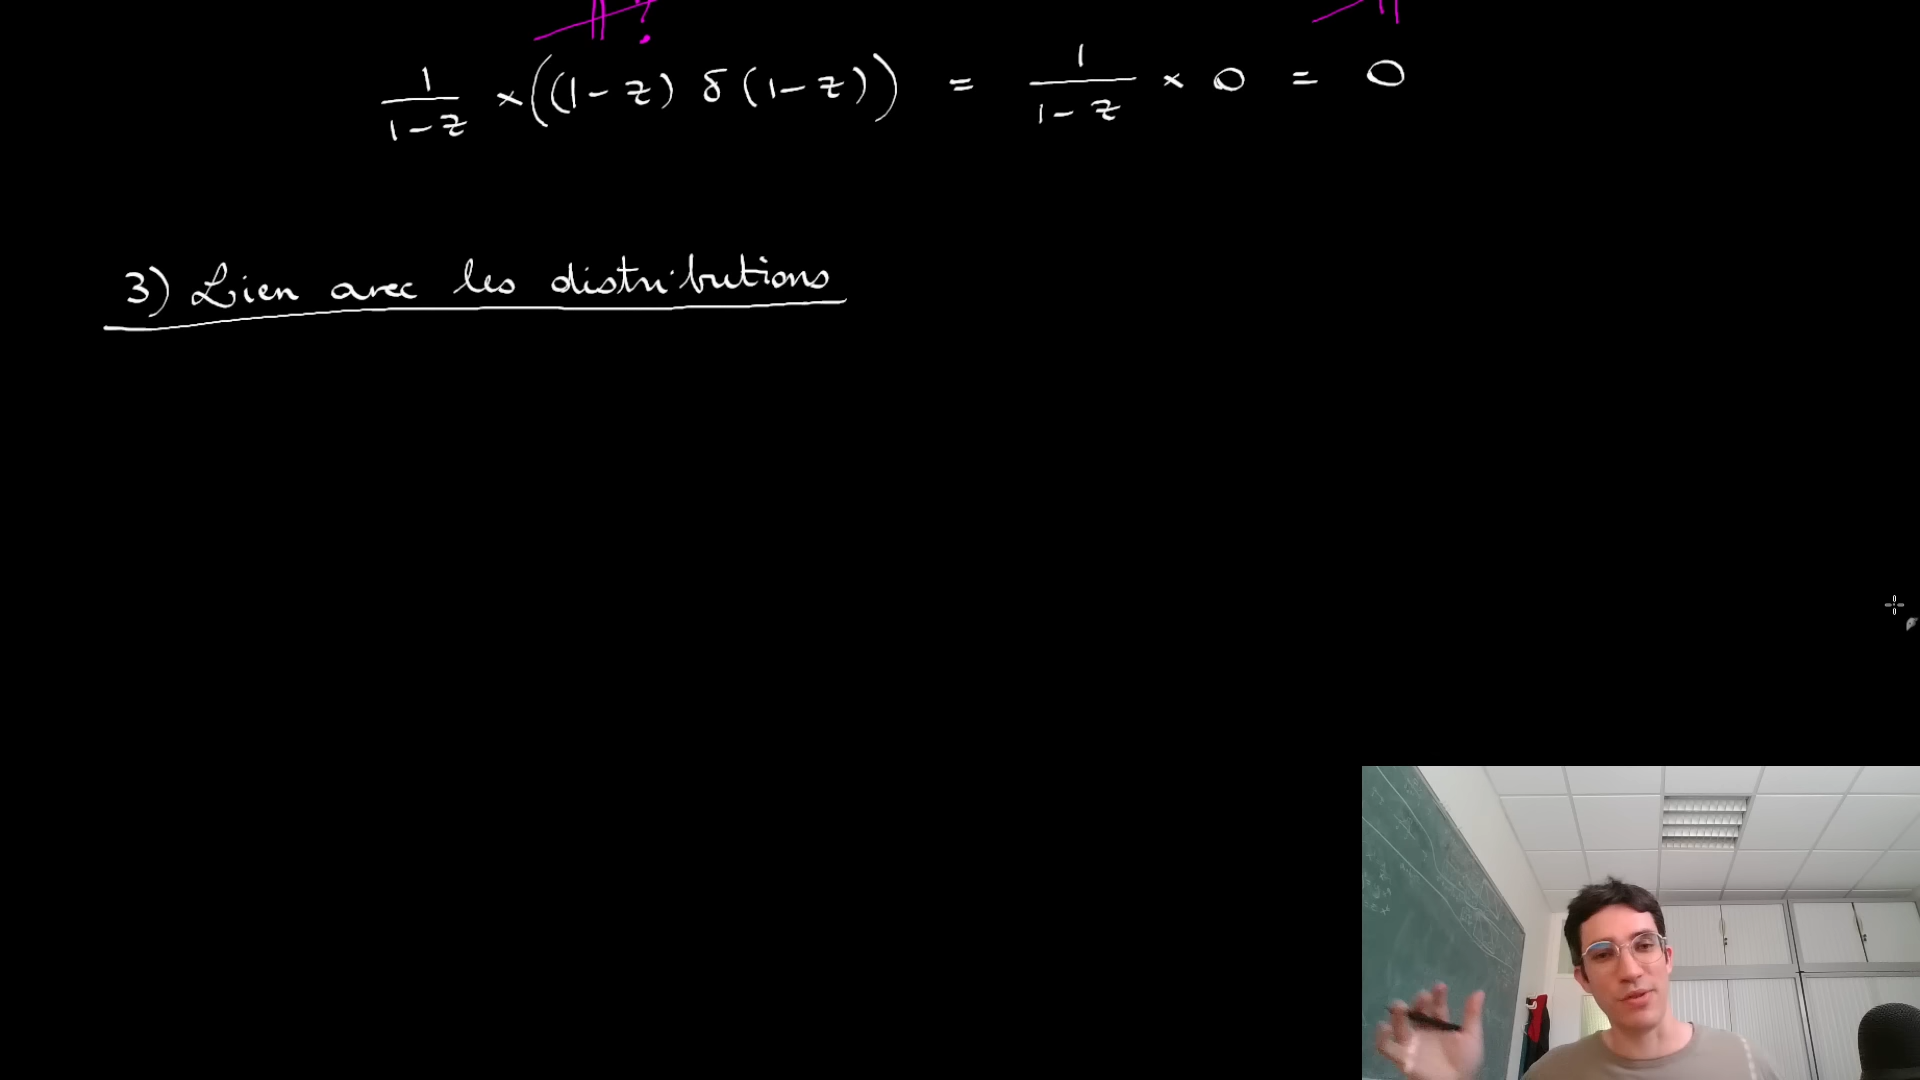 ?
1/(1-z) × ((1-z) δ(1-z)) = 1/(1-z) × 0 = 0
3) Lien avec les distributions